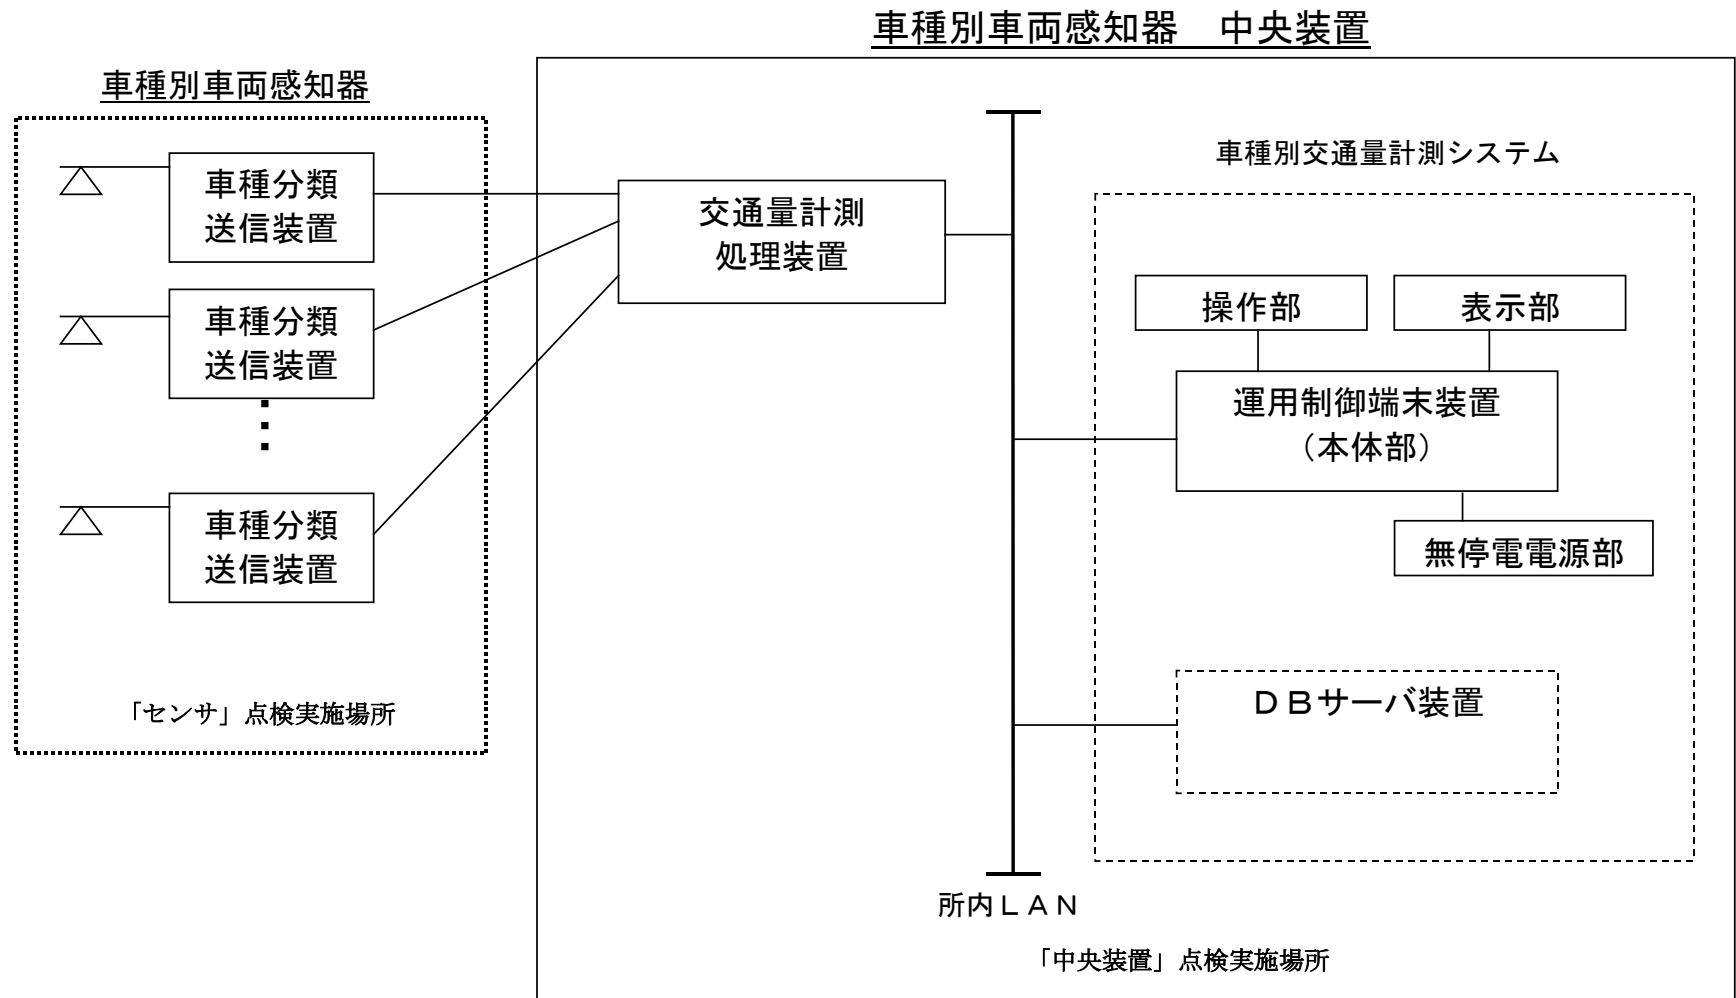 車種別車両感知器　中央装置
車種別車両感知器
車種分類
送信装置
車種分類
送信装置
車種分類
送信装置
「センサ」点検実施場所
交通量計測
処理装置
車種別交通量計測システム
操作部
表示部
運用制御端末装置
（本体部）
無停電電源部
ＤＢサーバ装置
所内ＬＡＮ
「中央装置」点検実施場所